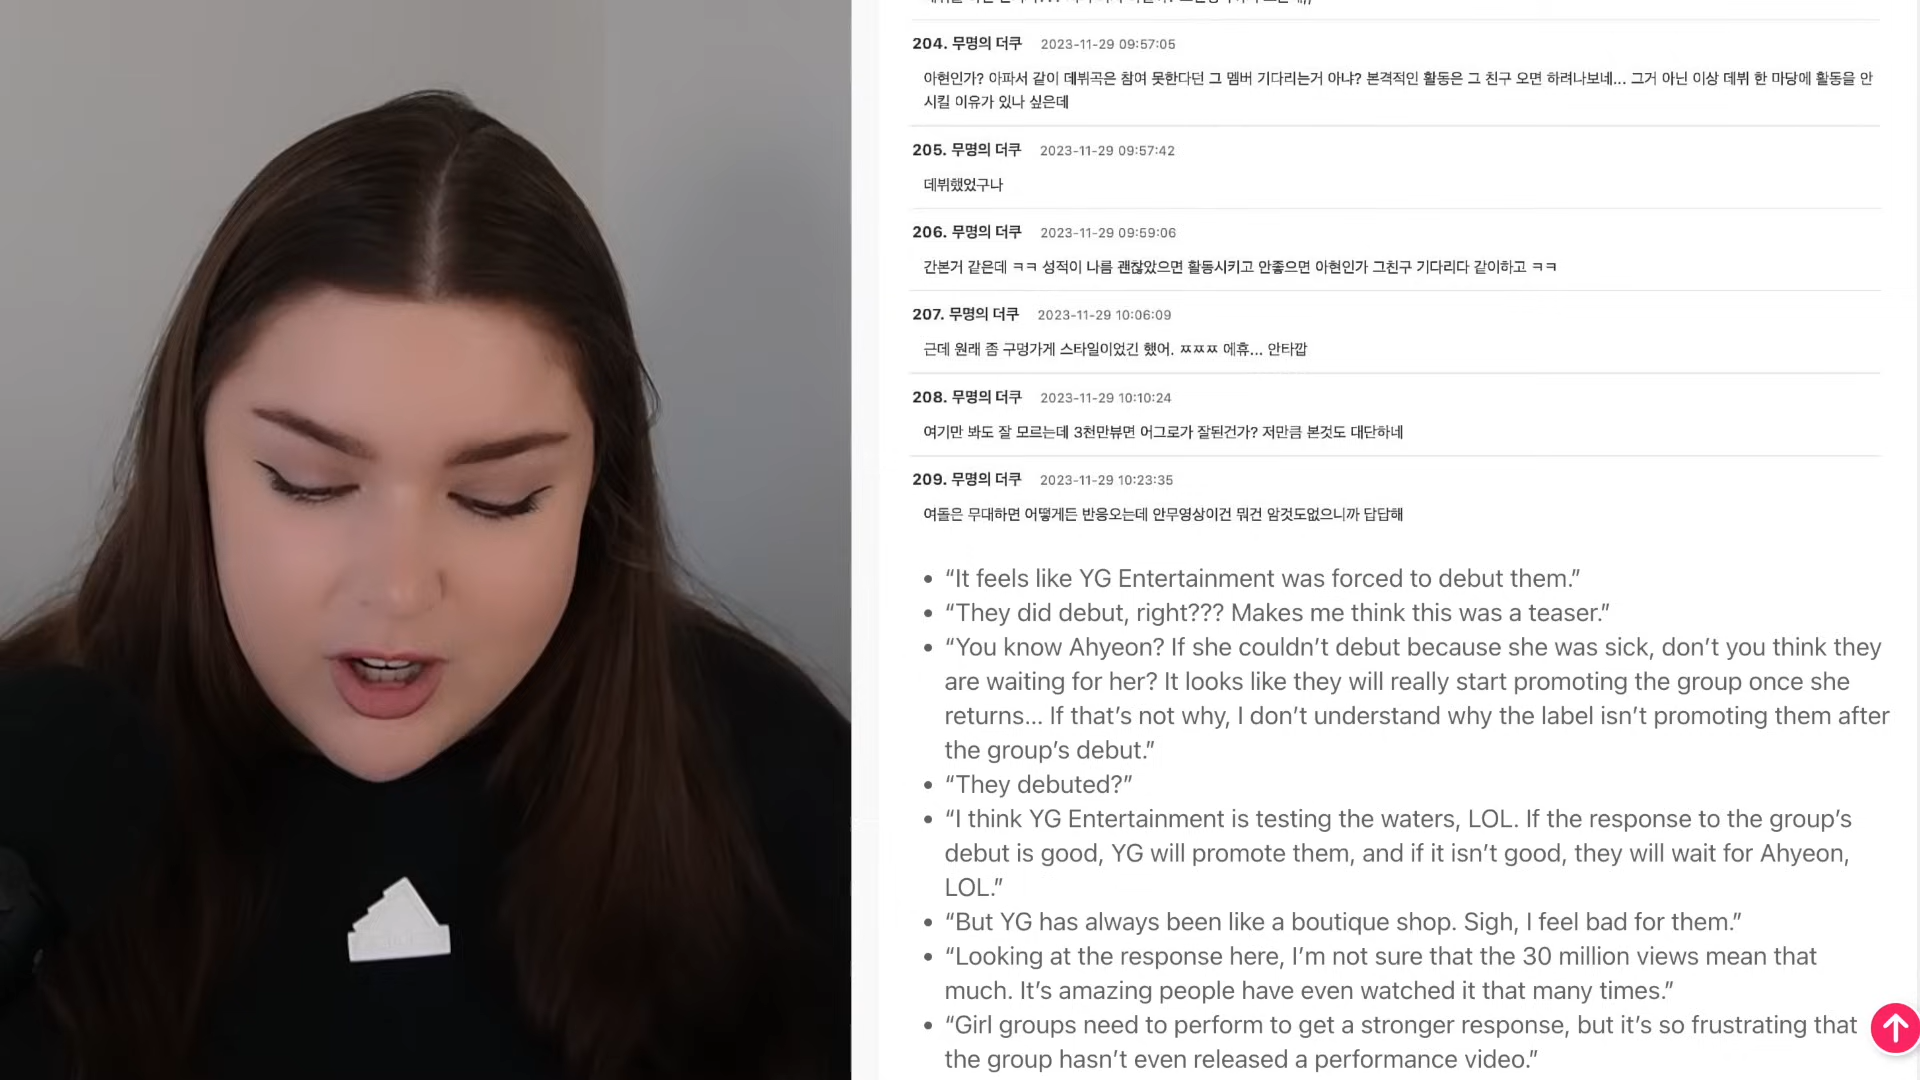 204. 무명의 더쿠 2023-11-29 09:57:05
아현인가? 아파서 같이 데뷔곡은 참여 못한다던 그 멤버 기다리는거 아냐? 본격적인 활동은 그 친구 오면 하려나보네... 그거 아닌 이상 데뷔 한 마당에 활동을 안
시킬 이유가 있나 싶은데
205. 무명의 더쿠 2023-11-29 09:57:42
데뷔했었구나
206. 무명의 더쿠 2023-11-29 09:59:06
간본거 같은데 ㅋㅋ 성적이 나름 괜찮았으면 활동시키고 안좋으면 아현인가 그친구 기다리다 같이하고 ㅋㅋ
207. 무명의 더쿠 2023-11-29 10:06:09
근데 원래 좀 구멍가게 스타일이었긴 했어. ㅉㅉㅉ 에휴... 안타깝
208. 무명의 더쿠 2023-11-29 10:10:24
여기만 봐도 잘 모르는데 3천만뷰면 어그로가 잘된건가? 저만큼 본것도 대단하네
209. 무명의 더쿠 2023-11-29 10:23:35
여돌은 무대하면 어떻게든 반응오는데 안무영상이건 뭐건 암것도없으니까 답답해
• “It feels like YG Entertainment was forced to debut them.”
• “They did debut, right??? Makes me think this was a teaser.”
• “You know Ahyeon? If she couldn’t debut because she was sick, don’t you think they
are waiting for her? It looks like they will really start promoting the group once she
returns... If that’s not why, I don’t understand why the label isn’t promoting them after
the group’s debut.”
• “They debuted?”
• “I think YG Entertainment is testing the waters, LOL. If the response to the group’s
debut is good, YG will promote them, and if it isn’t good, they will wait for Ahyeon,
LOL.”
• “But YG has always been like a boutique shop. Sigh, I feel bad for them.”
• “Looking at the response here, I’m not sure that the 30 million views mean that
much. It’s amazing people have even watched it that many times.”
• “Girl groups need to perform to get a stronger response, but it’s so frustrating that
the group hasn’t even released a performance video.”